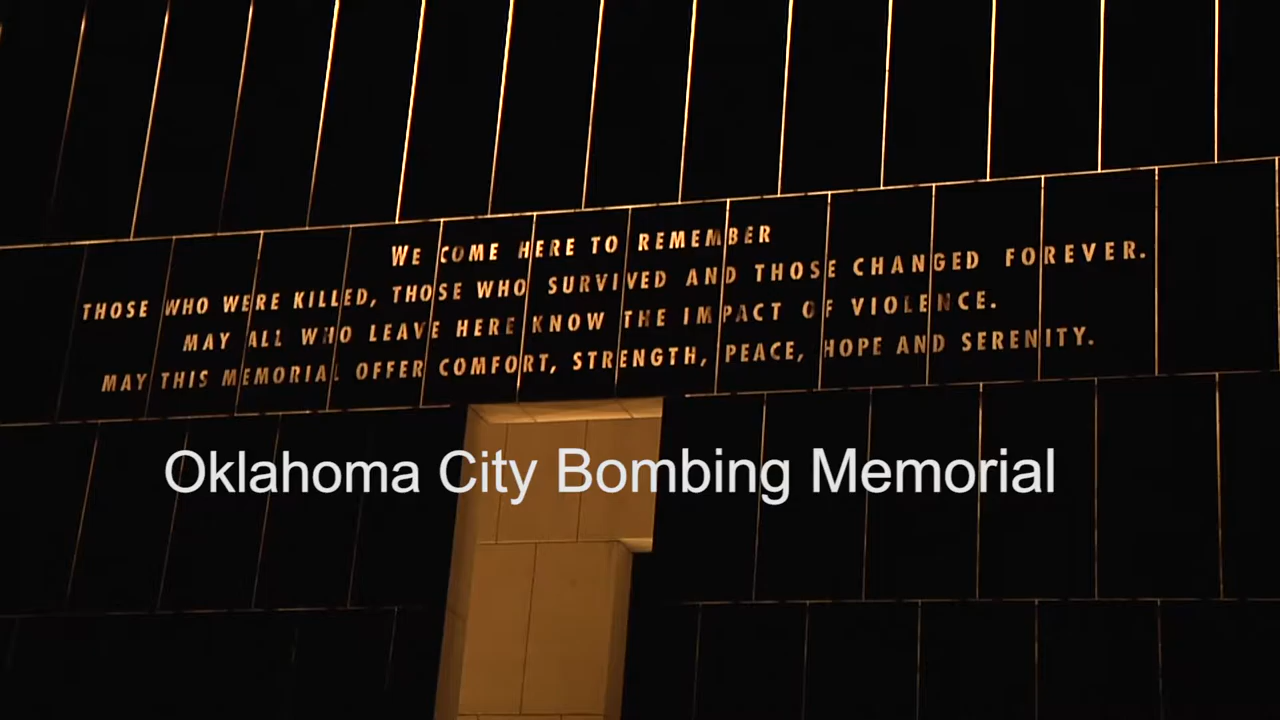 WE COME HERE TO REMEMBER
THOSE WHO WERE KILLED, THOSE WHO SURVIVED AND THOSE CHANGED FOREVER.
MAY ALL WHO LEAVE HERE KNOW THE IMPACT OF VIOLENCE.
MAY THIS MEMORIAL OFFER COMFORT, STRENGTH, PEACE, HOPE AND SERENITY.
Oklahoma City Bombing Memorial